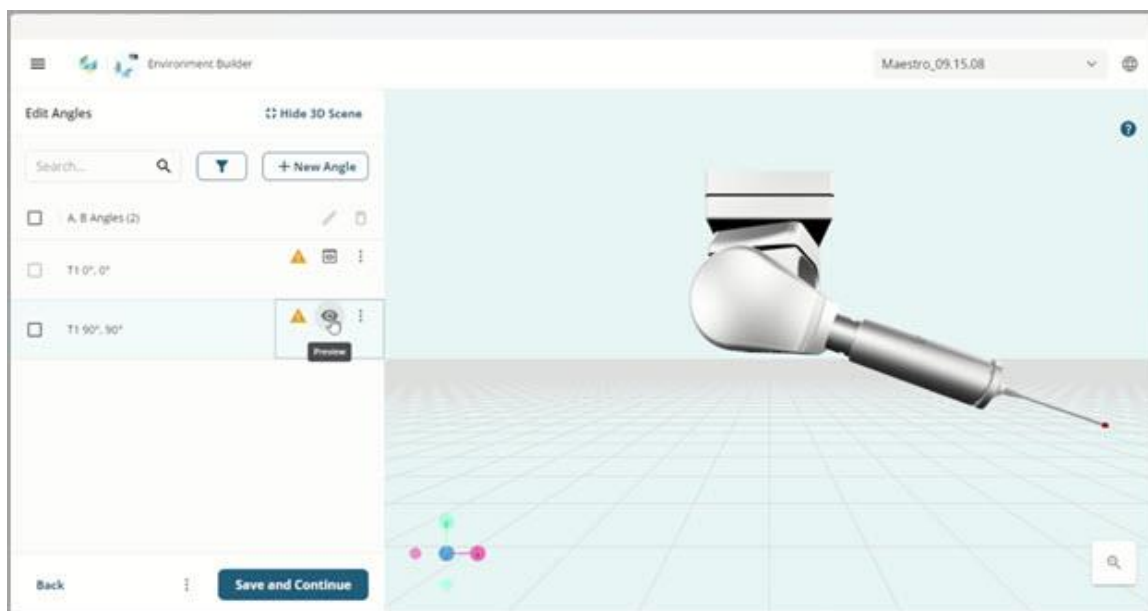 Environment Builder
Maestro_09.15.08
Edit Angles
Hide 3D Scene
Search...
+ New Angle
A, B Angles (2)
T1 0°, 0°
T1 90°, 90°
Preview
Back
Save and Continue